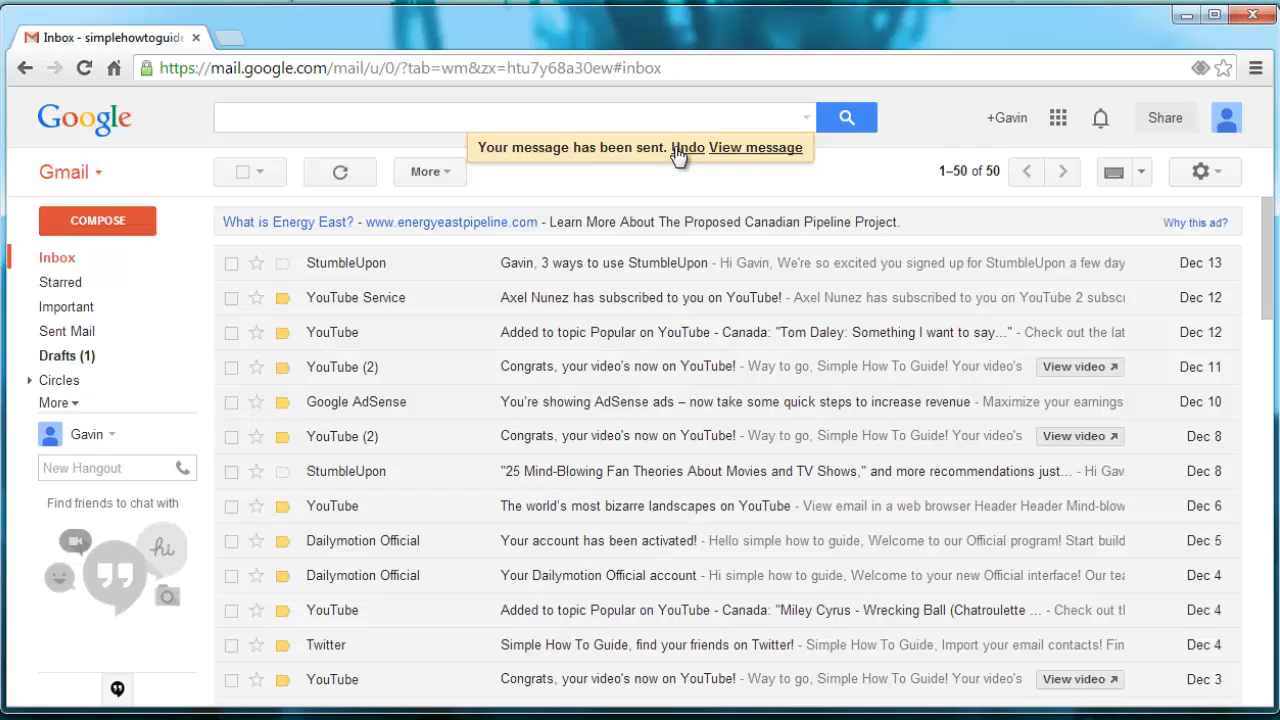 Inbox - simplehowtoguide
https://mail.google.com/mail/u/0/?tab=wm&zx=htu7y68a30ew#inbox
Google
+Gavin
Share
Your message has been sent. Undo View message
Gmail
More
1–50 of 50
COMPOSE
What is Energy East? - www.energyeastpipeline.com - Learn More About The Proposed Canadian Pipeline Project.
Why this ad?
Inbox
Starred
Important
Sent Mail
Drafts (1)
Circles
More
Gavin
New Hangout
Find friends to chat with
hi
StumbleUpon Gavin, 3 ways to use StumbleUpon - Hi Gavin, We're so excited you signed up for StumbleUpon a few day Dec 13
YouTube Service Axel Nunez has subscribed to you on YouTube! - Axel Nunez has subscribed to you on YouTube 2 subscr Dec 12
YouTube Added to topic Popular on YouTube - Canada: "Tom Daley: Something I want to say..." - Check out the lat Dec 12
YouTube (2) Congrats, your video's now on YouTube! - Way to go, Simple How To Guide! Your video's View video Dec 11
Google AdSense You're showing AdSense ads – now take some quick steps to increase revenue - Maximize your earnings Dec 10
YouTube (2) Congrats, your video's now on YouTube! - Way to go, Simple How To Guide! Your video's View video Dec 8
StumbleUpon "25 Mind-Blowing Fan Theories About Movies and TV Shows," and more recommendations just... - Hi Gav Dec 8
YouTube The world's most bizarre landscapes on YouTube - View email in a web browser Header Header Mind-blow Dec 6
Dailymotion Official Your account has been activated! - Hello simple how to guide, Welcome to our Official program! Start build Dec 5
Dailymotion Official Your Dailymotion Official account - Hi simple how to guide, Welcome to your new Official interface! Our tea Dec 4
YouTube Added to topic Popular on YouTube - Canada: "Miley Cyrus - Wrecking Ball (Chatroulette ... - Check out th Dec 4
Twitter Simple How To Guide, find your friends on Twitter! - Simple How To Guide, Import your email contacts! Fin Dec 4
YouTube Congrats, your video's now on YouTube! - Way to go, Simple How To Guide! Your video's View video Dec 3